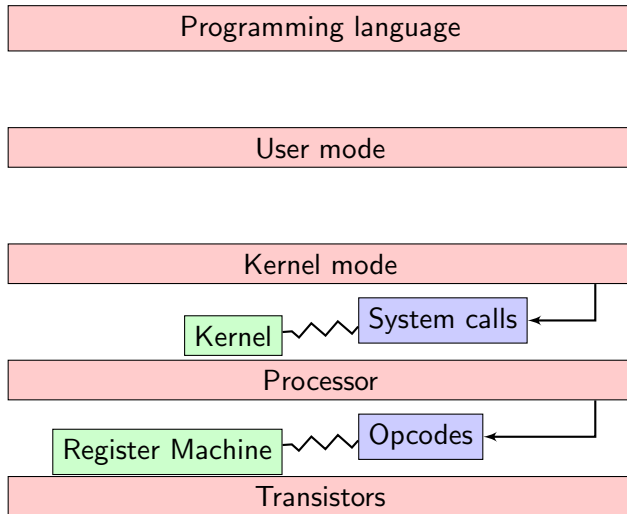 Programming language
User mode
Kernel mode
System calls
Kernel
Processor
Opcodes
Register Machine
Transistors